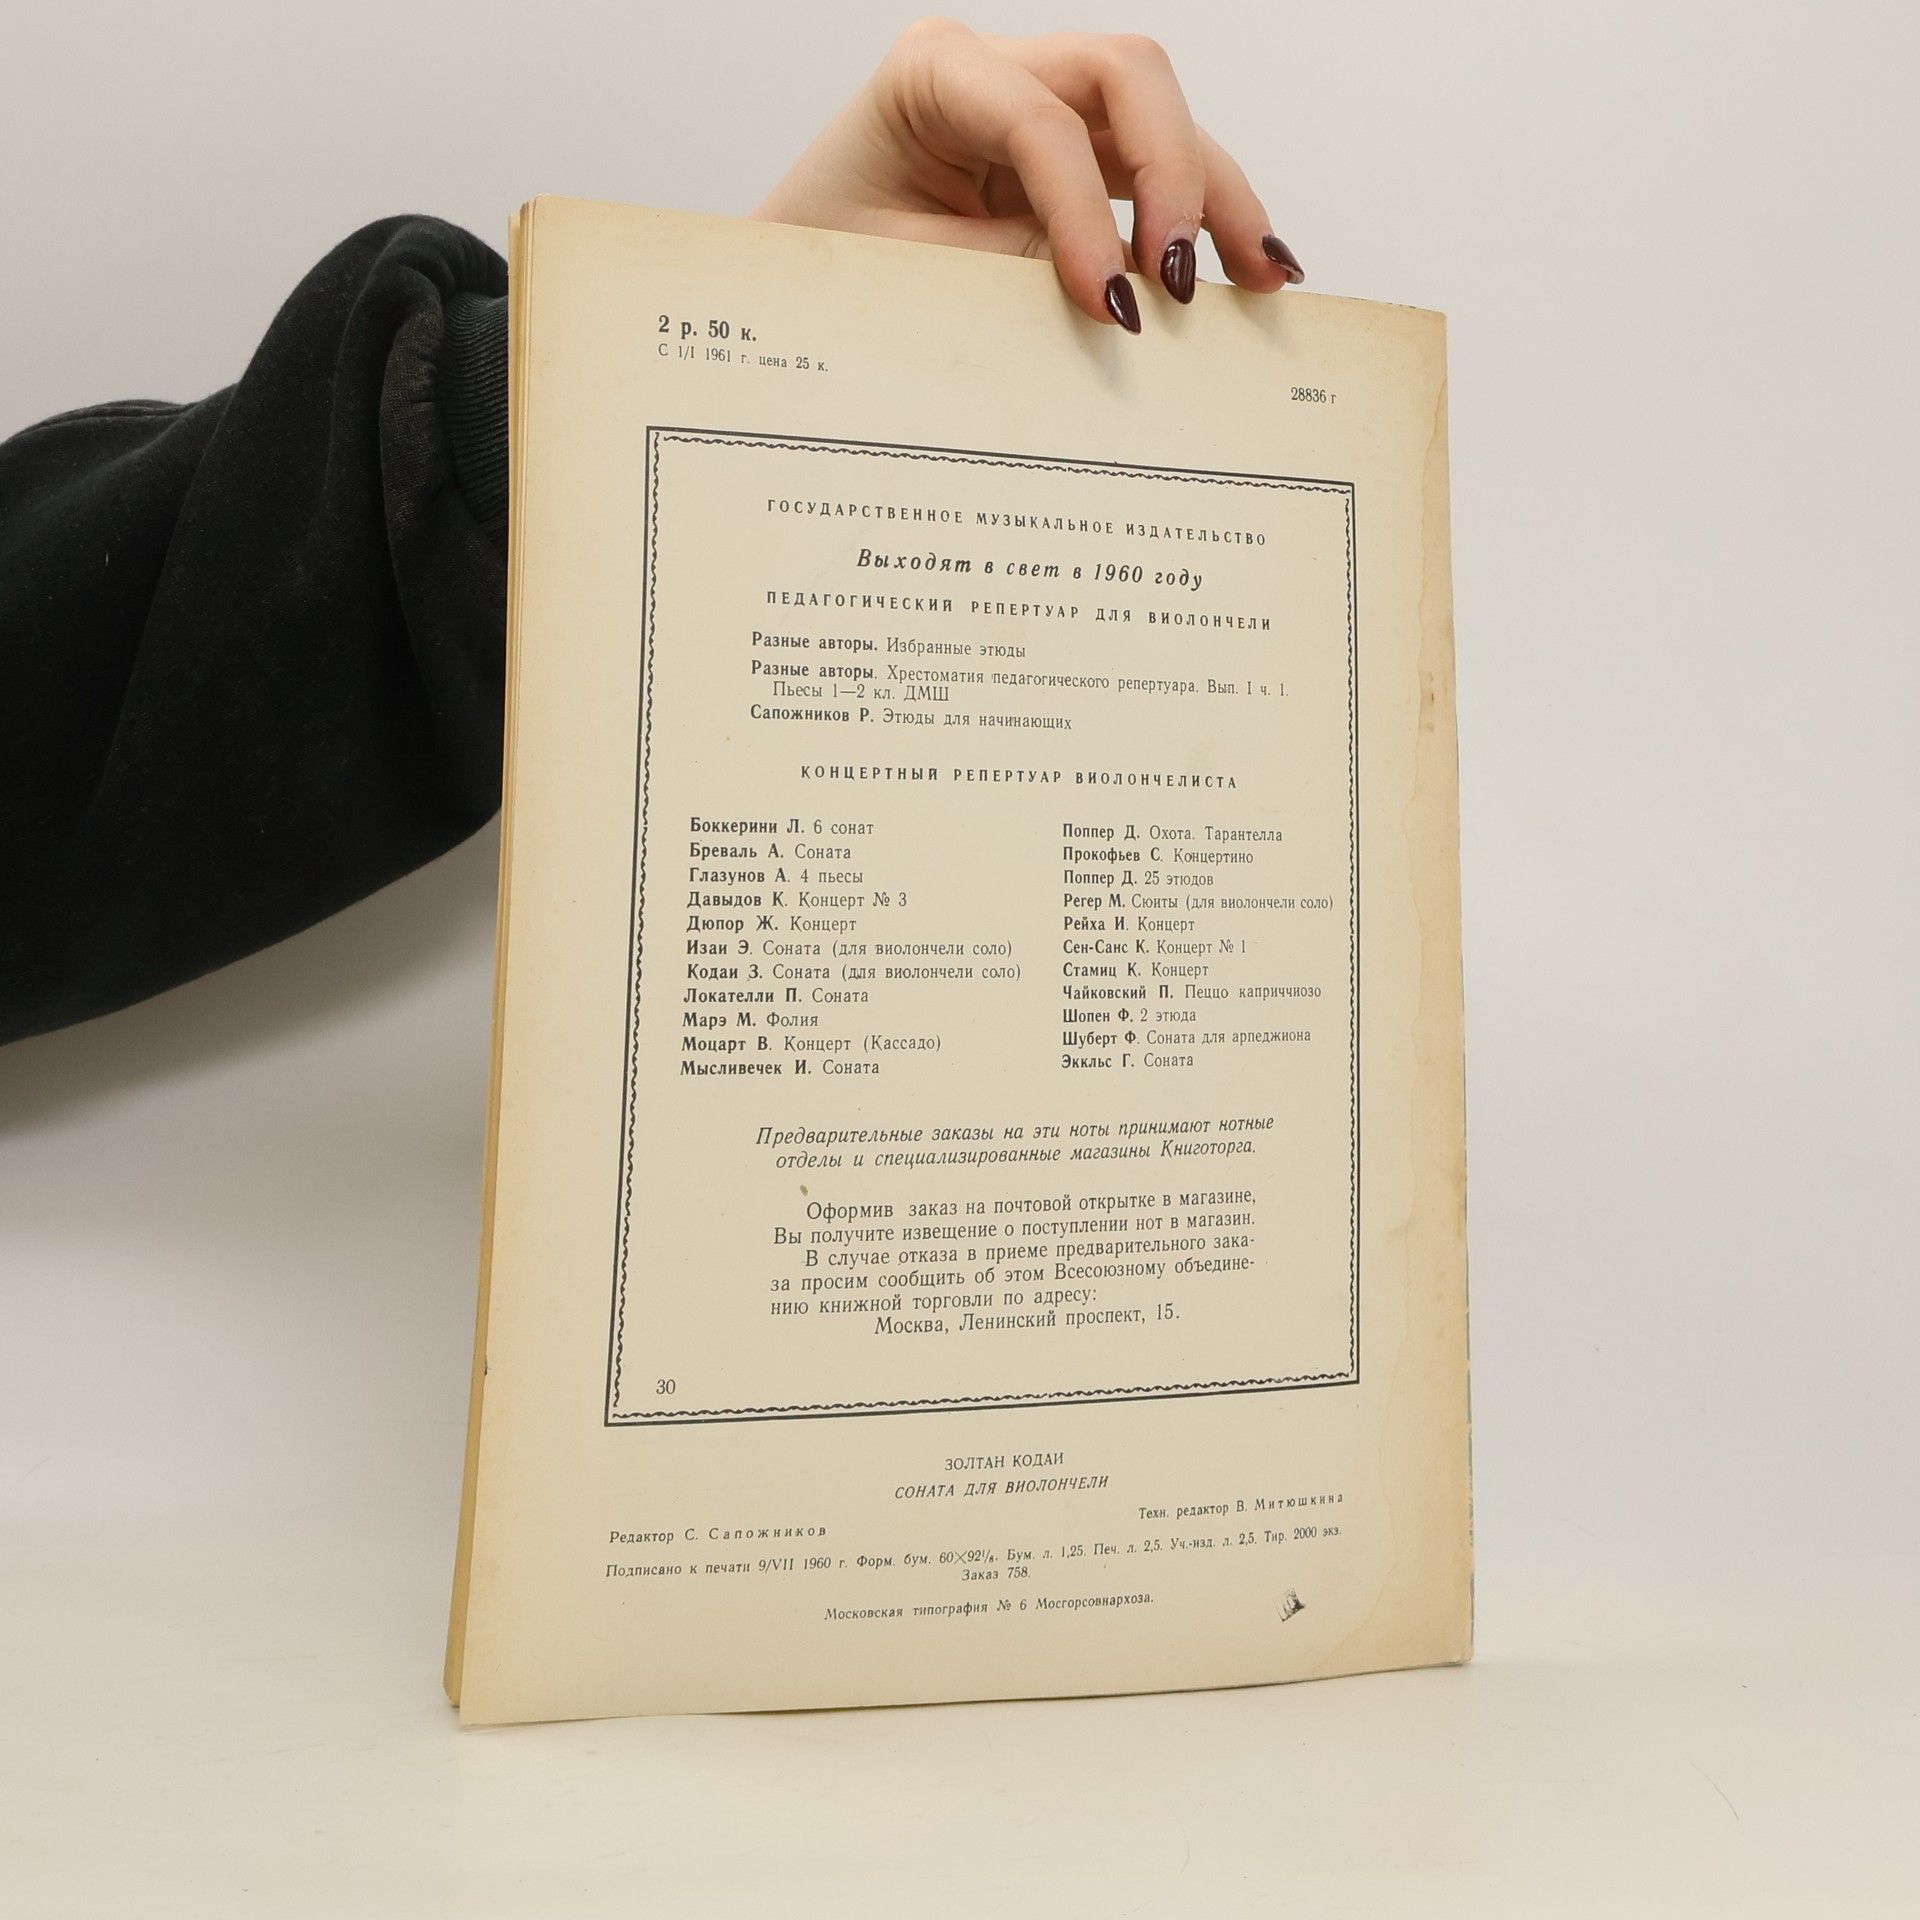 2 р. 50 к.
С 1/I 1961 г. цена 25 к.
28836 г
ГОСУДАРСТВЕННОЕ МУЗЫКАЛЬНОЕ ИЗДАТЕЛЬСТВО
Выходят в свет в 1960 году
ПЕДАГОГИЧЕСКИЙ РЕПЕРТУАР ДЛЯ ВИОЛОНЧЕЛИ
Разные авторы. Избранные этюды
Разные авторы. Хрестоматия педагогического репертуара. Вып. I ч. 1.
Пьесы 1—2 кл. ДМШ
Сапожников Р. Этюды для начинающих
КОНЦЕРТНЫЙ РЕПЕРТУАР ВИОЛОНЧЕЛИСТА
Боккерини Л. 6 сонат
Бреваль А. Соната
Глазунов А. 4 пьесы
Давыдов К. Концерт № 3
Дюпор Ж. Концерт
Изаи Э. Соната (для виолончели соло)
Кодаи З. Соната (для виолончели соло)
Локателли П. Соната
Марэ М. Фолия
Моцарт В. Концерт (Кассадо)
Мысливечек И. Соната
Поппер Д. Охота. Тарантелла
Прокофьев С. Концертино
Поппер Д. 25 этюдов
Регер М. Сюиты (для виолончели соло)
Рейха И. Концерт
Сен-Санс К. Концерт № 1
Стамиц К. Концерт
Чайковский П. Пеццо каприччиозо
Шопен Ф. 2 этюда
Шуберт Ф. Соната для арпеджиона
Эккльс Г. Соната
Предварительные заказы на эти ноты принимают нотные
отделы и специализированные магазины Книготорга.
Оформив заказ на почтовой открытке в магазине,
Вы получите извещение о поступлении нот в магазин.
В случае отказа в приеме предварительного зака-
за просим сообщить об этом Всесоюзному объедине-
нию книжной торговли по адресу:
Москва, Ленинский проспект, 15.
30
ЗОЛТАН КОДАИ
СОНАТА ДЛЯ ВИОЛОНЧЕЛИ
Редактор С. Сапожников
Техн. редактор В. Митюшкина
Подписано к печати 9/VII 1960 г. Форм. бум. 60×92⅛. Бум. л. 1,25. Печ. л. 2,5. Уч.-изд. л. 2,5. Тир. 2000 экз.
Заказ 758.
Московская типография № 6 Мосгорсовнархоза.